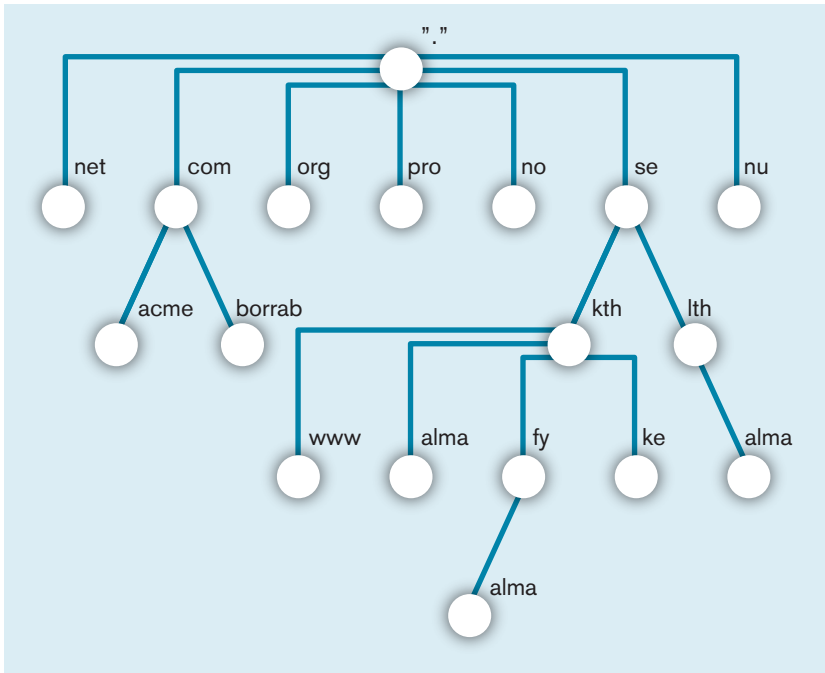 ”.”
net
com
org
pro
no
se
nu
acme
borrab
kth
lth
www
alma
fy
ke
alma
alma